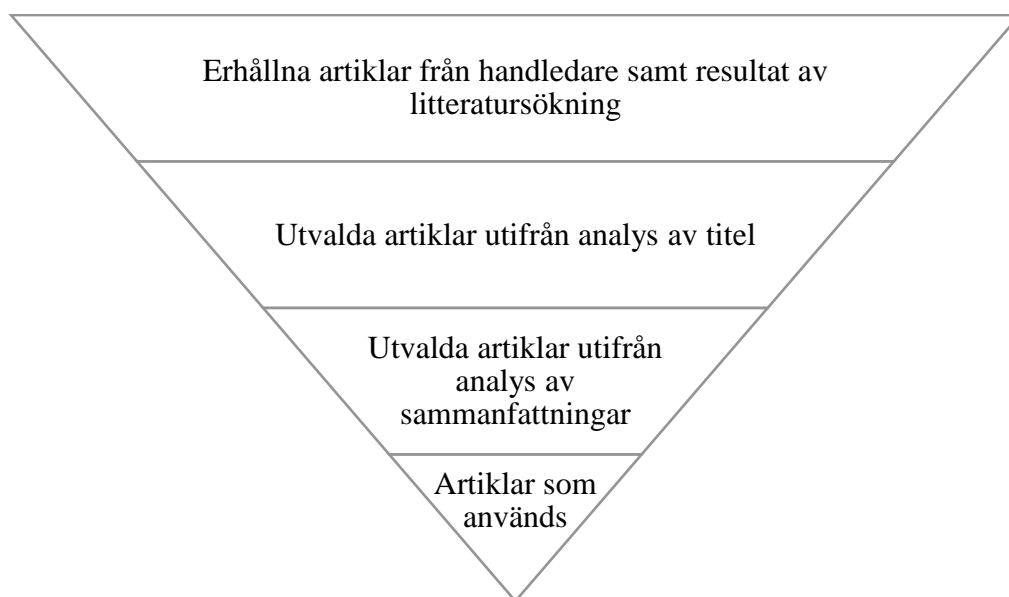 Erhållna artiklar från handledare samt resultat av
litteratursökning
Utvalda artiklar utifrån analys av titel
Utvalda artiklar utifrån
analys av
sammanfattningar
Artiklar som
används